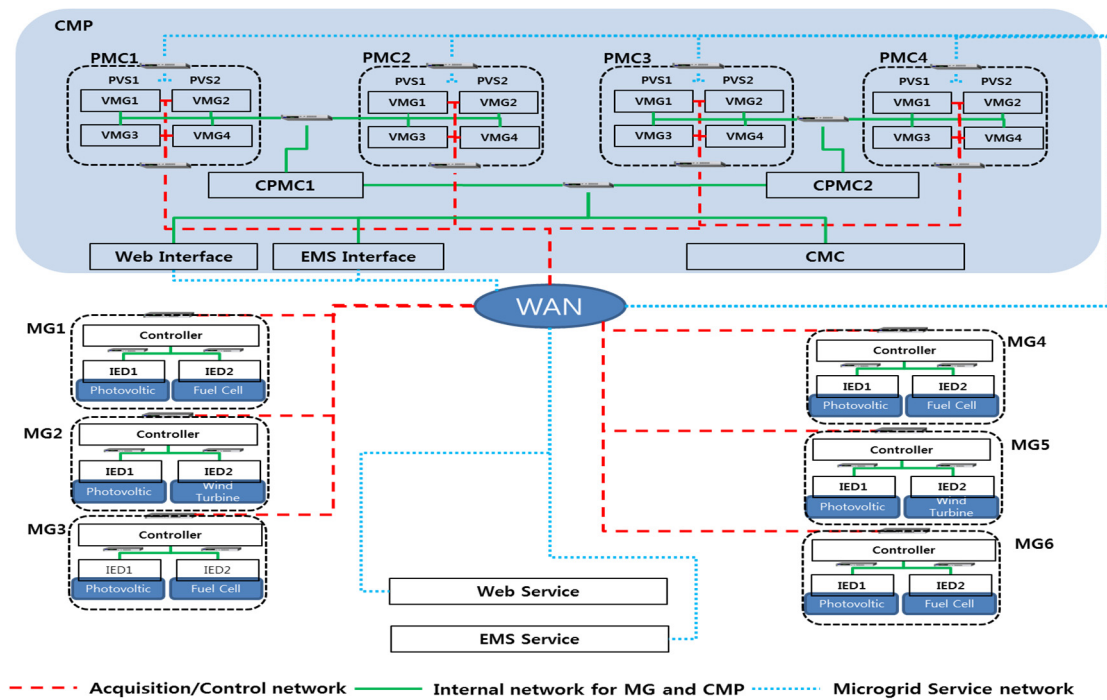 CMP
PMC1
PMC2
PMC3
PMC4
PVS1 PVS2
PVS1 PVS2
PVS1 PVS2
PVS1 PVS2
VMG1 VMG2
VMG1 VMG2
VMG1 VMG2
VMG1 VMG2
VMG3 VMG4
VMG3 VMG4
VMG3 VMG4
VMG3 VMG4
CPMC1
CPMC2
Web Interface
EMS Interface
CMC
WAN
MG1
Controller
IED1 IED2
Photovoltic Fuel Cell
MG2
Controller
IED1 IED2
Photovoltic Wind
Turbine
MG3
Controller
IED1 IED2
Photovoltic Fuel Cell
MG4
Controller
IED1 IED2
Photovoltic Fuel Cell
MG5
Controller
IED1 IED2
Photovoltic Wind
Turbine
MG6
Controller
IED1 IED2
Photovoltic Fuel Cell
Web Service
EMS Service
Acquisition/Control network
Internal network for MG and CMP
Microgrid Service network